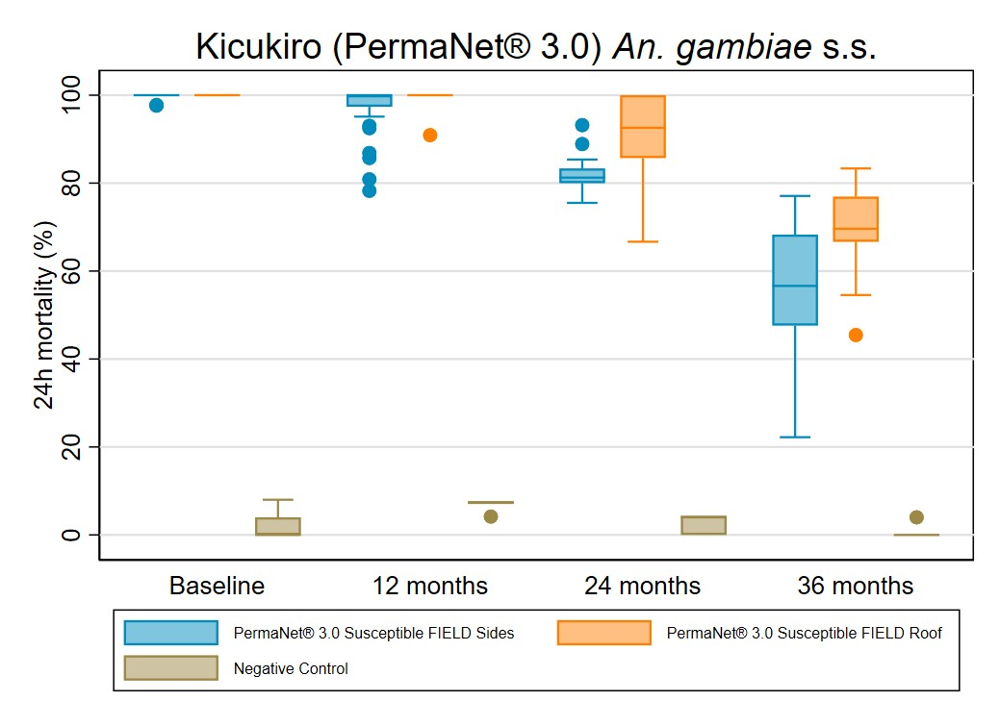 Kicukiro (PermaNet® 3.0) An. gambiae s.s.
24h mortality (%)
100
80
60
40
20
0
Baseline 12 months 24 months 36 months
PermaNet® 3.0 Susceptible FIELD Sides PermaNet® 3.0 Susceptible FIELD Roof
Negative Control